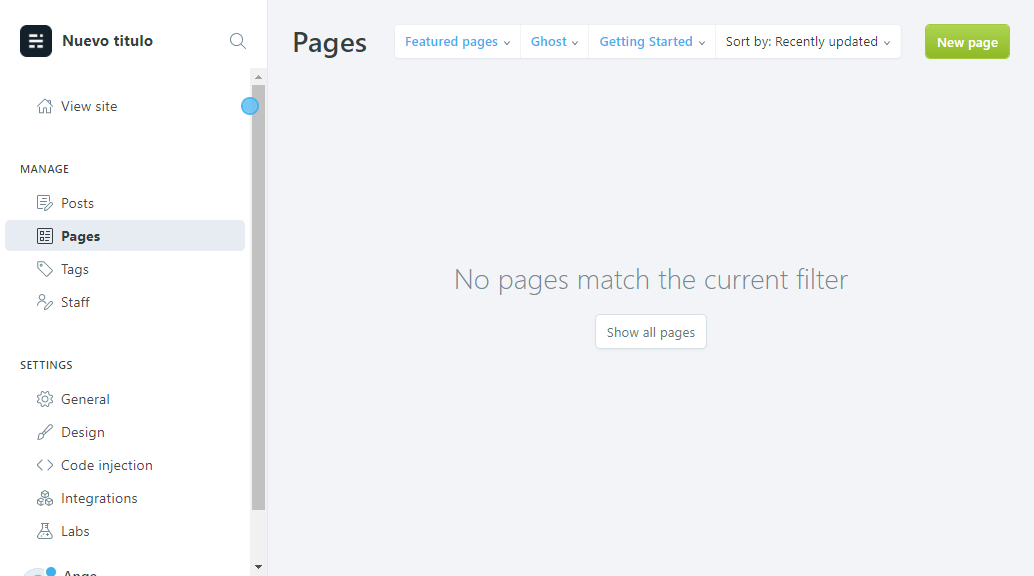 Nuevo titulo
View site
MANAGE
Posts
Pages
Tags
Staff
SETTINGS
General
Design
Code injection
Integrations
Labs
Ange
Pages
Featured pages
Ghost
Getting Started
Sort by: Recently updated
New page
No pages match the current filter
Show all pages